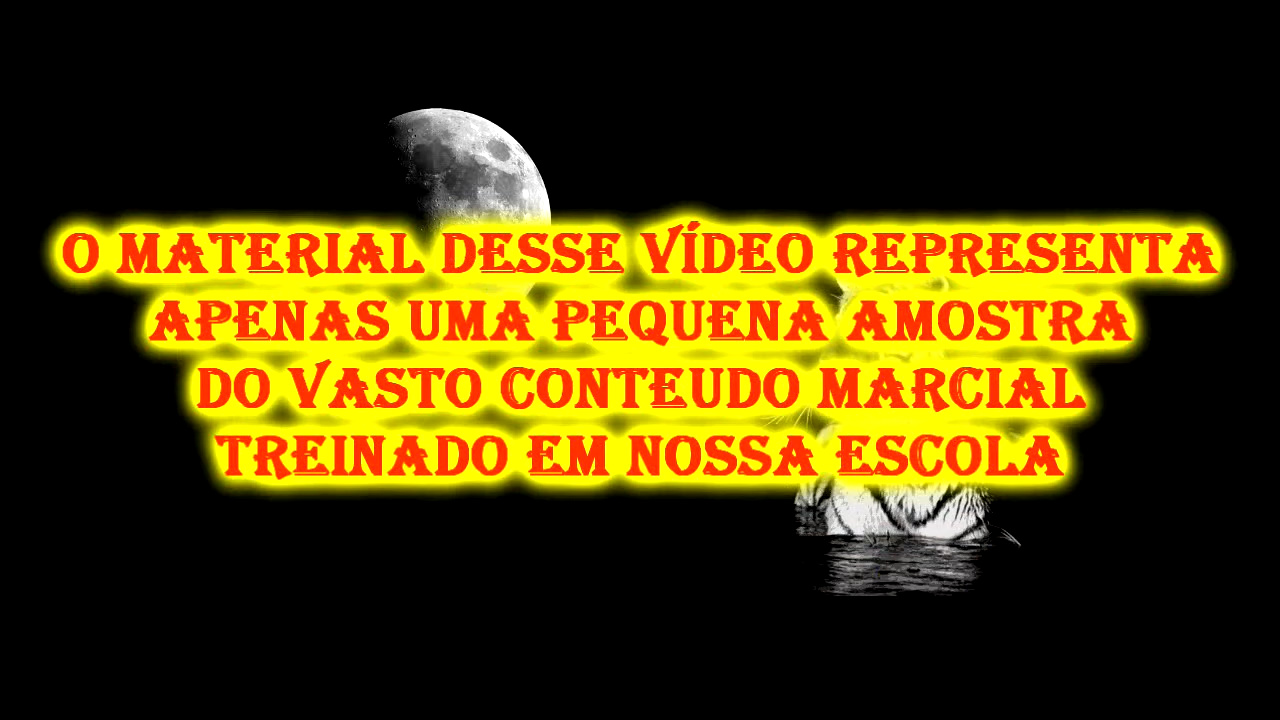 O MATERIAL DESSE VÍDEO REPRESENTA
APENAS UMA PEQUENA AMOSTRA
DO VASTO CONTEUDO MARCIAL
TREINADO EM NOSSA ESCOLA